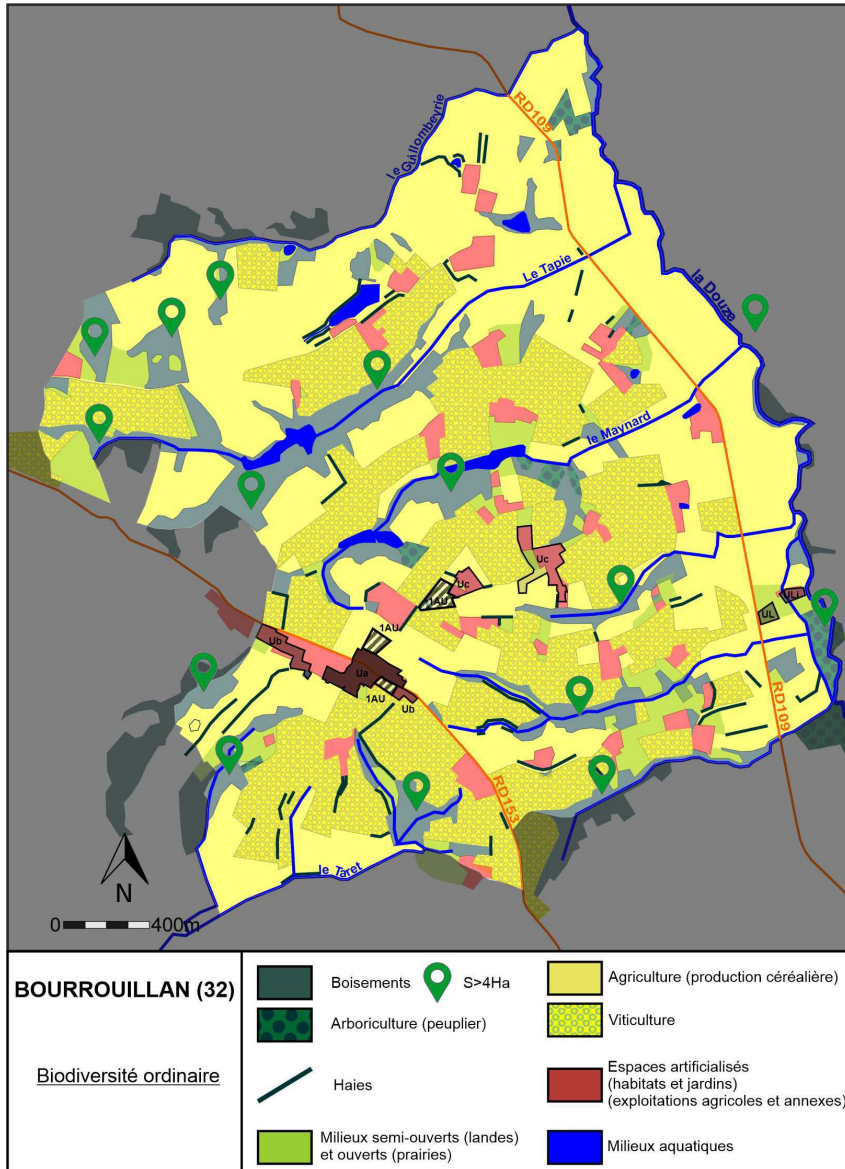 RD109
le Guillombeyrie
Le Tapie
la Douze
le Maynard
Uc
Uc
1AU
ULi
UL
1AU
Ub
Ua
1AU
Ub
RD109
RD153
le Taret
N
0 400m
BOURROUILLAN (32)
Biodiversité ordinaire
Boisements
S>4Ha
Arboriculture (peuplier)
Haies
Milieux semi-ouverts (landes)
et ouverts (prairies)
Agriculture (production céréalière)
Viticulture
Espaces artificialisés
(habitats et jardins)
(exploitations agricoles et annexes)
Milieux aquatiques